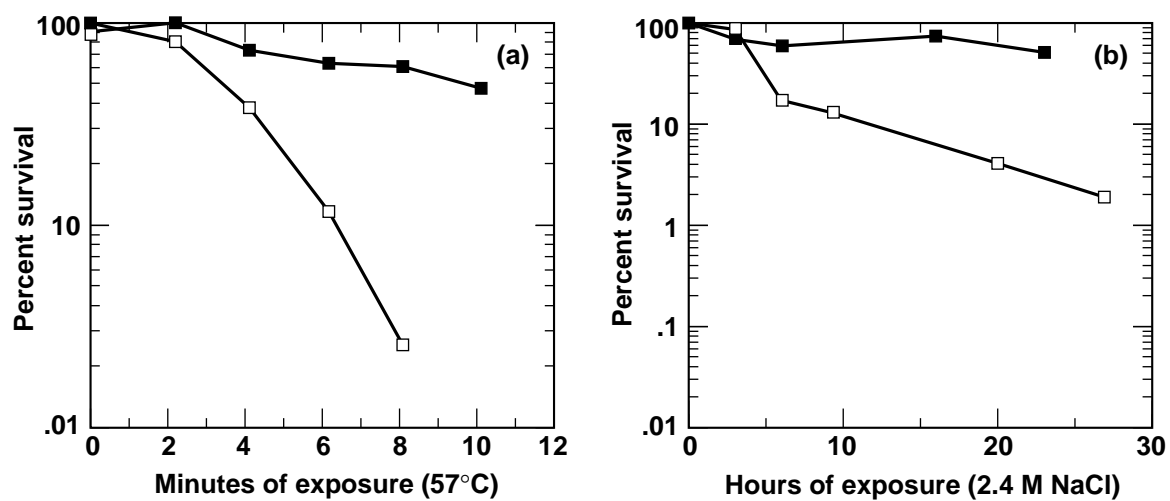 100
10
.01
Percent survival
(a)
0 2 4 6 8 10 12
Minutes of exposure (57°C)
100
10
1
.1
.01
Percent survival
(b)
0 10 20 30
Hours of exposure (2.4 M NaCl)